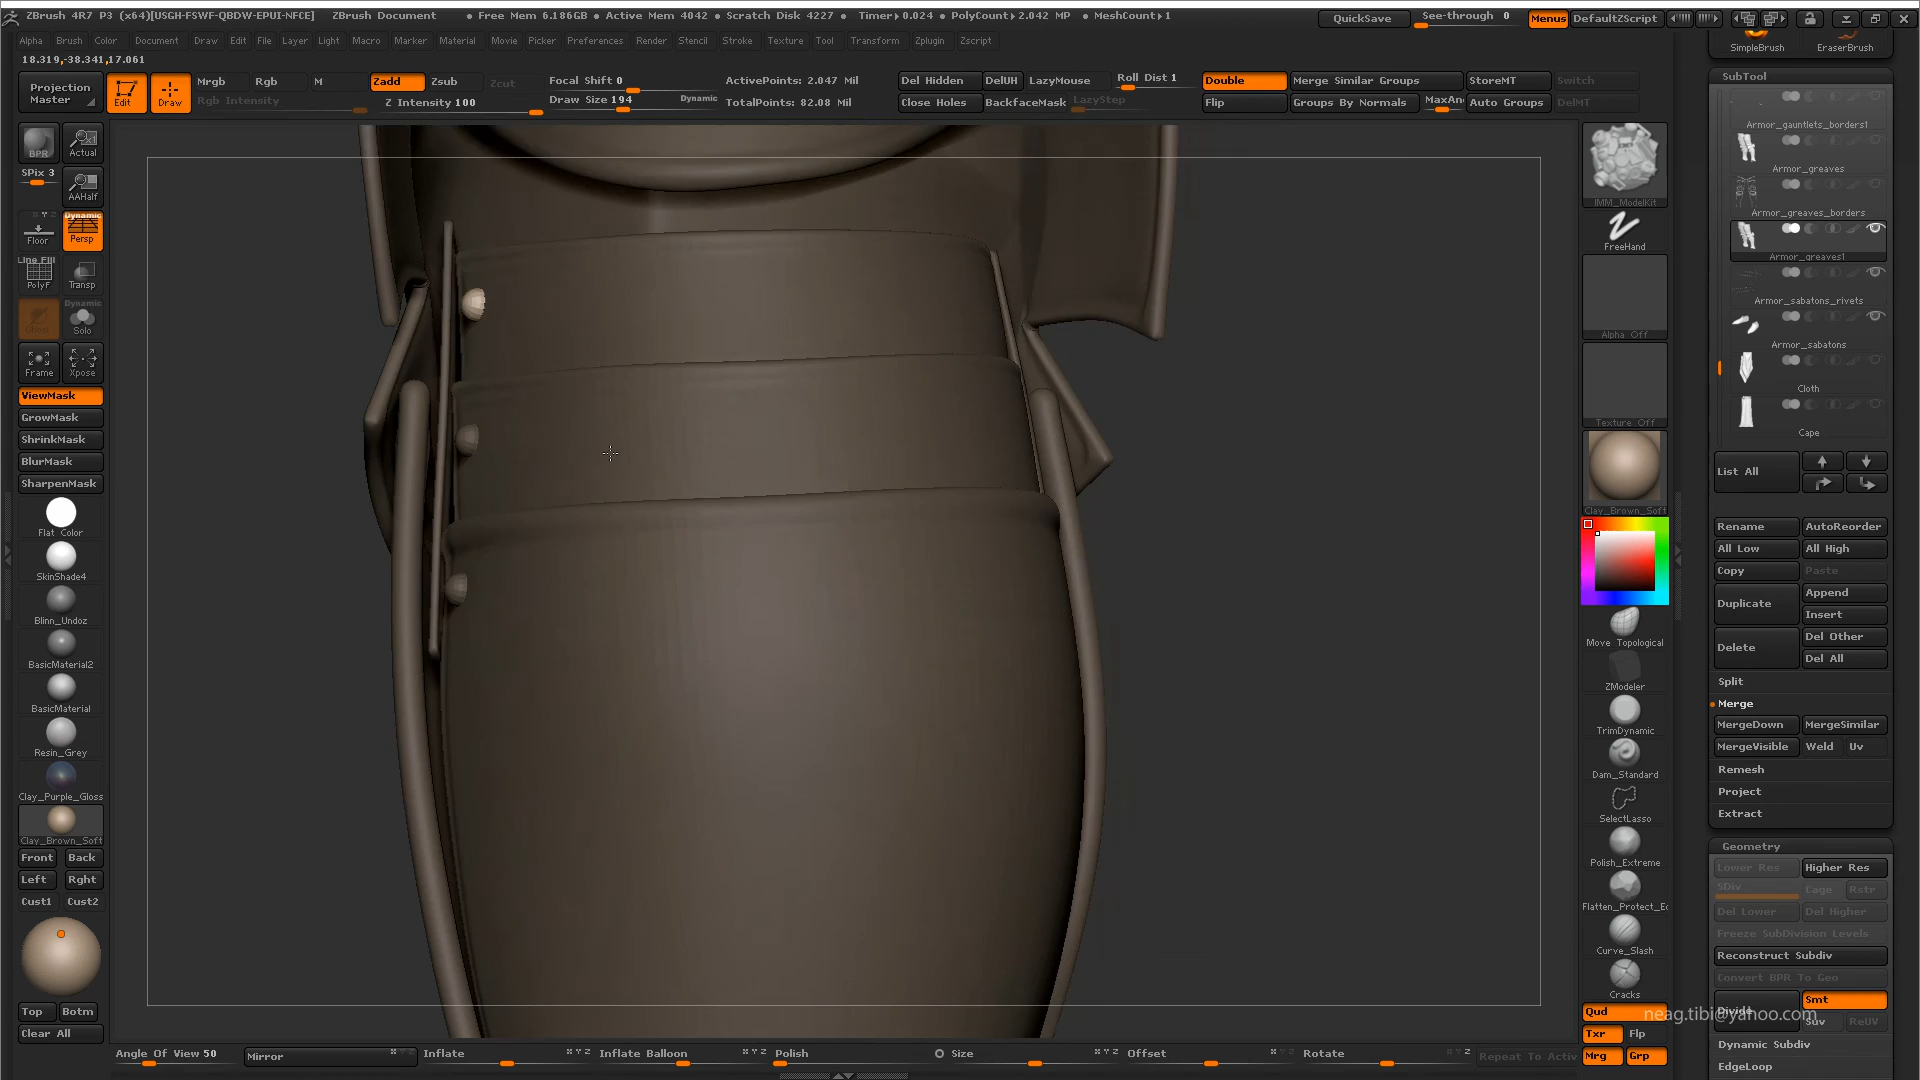 ZBrush 4R7 P3 (x64)[USGH-FSWF-QBDW-EPUI-NFCE] ZBrush Document • Free Mem 6.186GB • Active Mem 4042 • Scratch Disk 4227 • Timer▸0.024 • PolyCount▸2.042 MP • MeshCount▸1 QuickSave See-through 0 Menus DefaultZScript
Alpha Brush Color Document Draw Edit File Layer Light Macro Marker Material Movie Picker Preferences Render Stencil Stroke Texture Tool Transform Zplugin Zscript
18.319,-38.341,17.061
Projection Master Edit Draw Mrgb Rgb M Zadd Zsub Zcut Focal Shift 0 ActivePoints: 2.047 Mil Del Hidden DelUH LazyMouse Roll Dist 1 Double Merge Similar Groups StoreMT Switch
Rgb Intensity Z Intensity 100 Draw Size 194 Dynamic TotalPoints: 82.08 Mil Close Holes BackfaceMask LazyStep Flip Groups By Normals MaxAn Auto Groups DelMT
BPR
SPix 3
Actual
AAHalf
Floor
Dynamic
Persp
Line Fill
PolyF
Transp
Ghost
Dynamic
Solo
Frame
Xpose
ViewMask
GrowMask
ShrinkMask
BlurMask
SharpenMask
Flat Color
SkinShade4
Blinn_Undoz
BasicMaterial2
BasicMaterial
Resin_Grey
Clay_Purple_Gloss
Clay_Brown_Soft
Front Back
Left Rght
Cust1 Cust2
Top Botm
Clear All
Angle Of View 50 Mirror Inflate Inflate Balloon Polish Size Offset Rotate Repeat To Activ
IMM_ModelKit
FreeHand
Alpha Off
Texture Off
Clay_Brown_Soft
Move Topological
ZModeler
TrimDynamic
Dam_Standard
SelectLasso
Polish_Extreme
Flatten_Protect_Ec
Curve_Slash
Cracks
Qud
Txr Flp
Mrg Grp
SimpleBrush EraserBrush
SubTool
Armor_gauntlets_borders1
Armor_greaves
Armor_greaves_borders
Armor_greaves1
Armor_sabatons_rivets
Armor_sabatons
Cloth
Cape
List All
Rename AutoReorder
All Low All High
Copy Paste
Duplicate Append
Insert
Delete Del Other
Del All
Split
Merge
MergeDown MergeSimilar
MergeVisible Weld Uv
Remesh
Project
Extract
Geometry
Lower Res Higher Res
SDiv Cage Rstr
Del Lower Del Higher
Freeze SubDivision Levels
Reconstruct Subdiv
Convert BPR To Geo
Divide Smt
Suv ReUV
neag.tibi@yahoo.com
Dynamic Subdiv
EdgeLoop